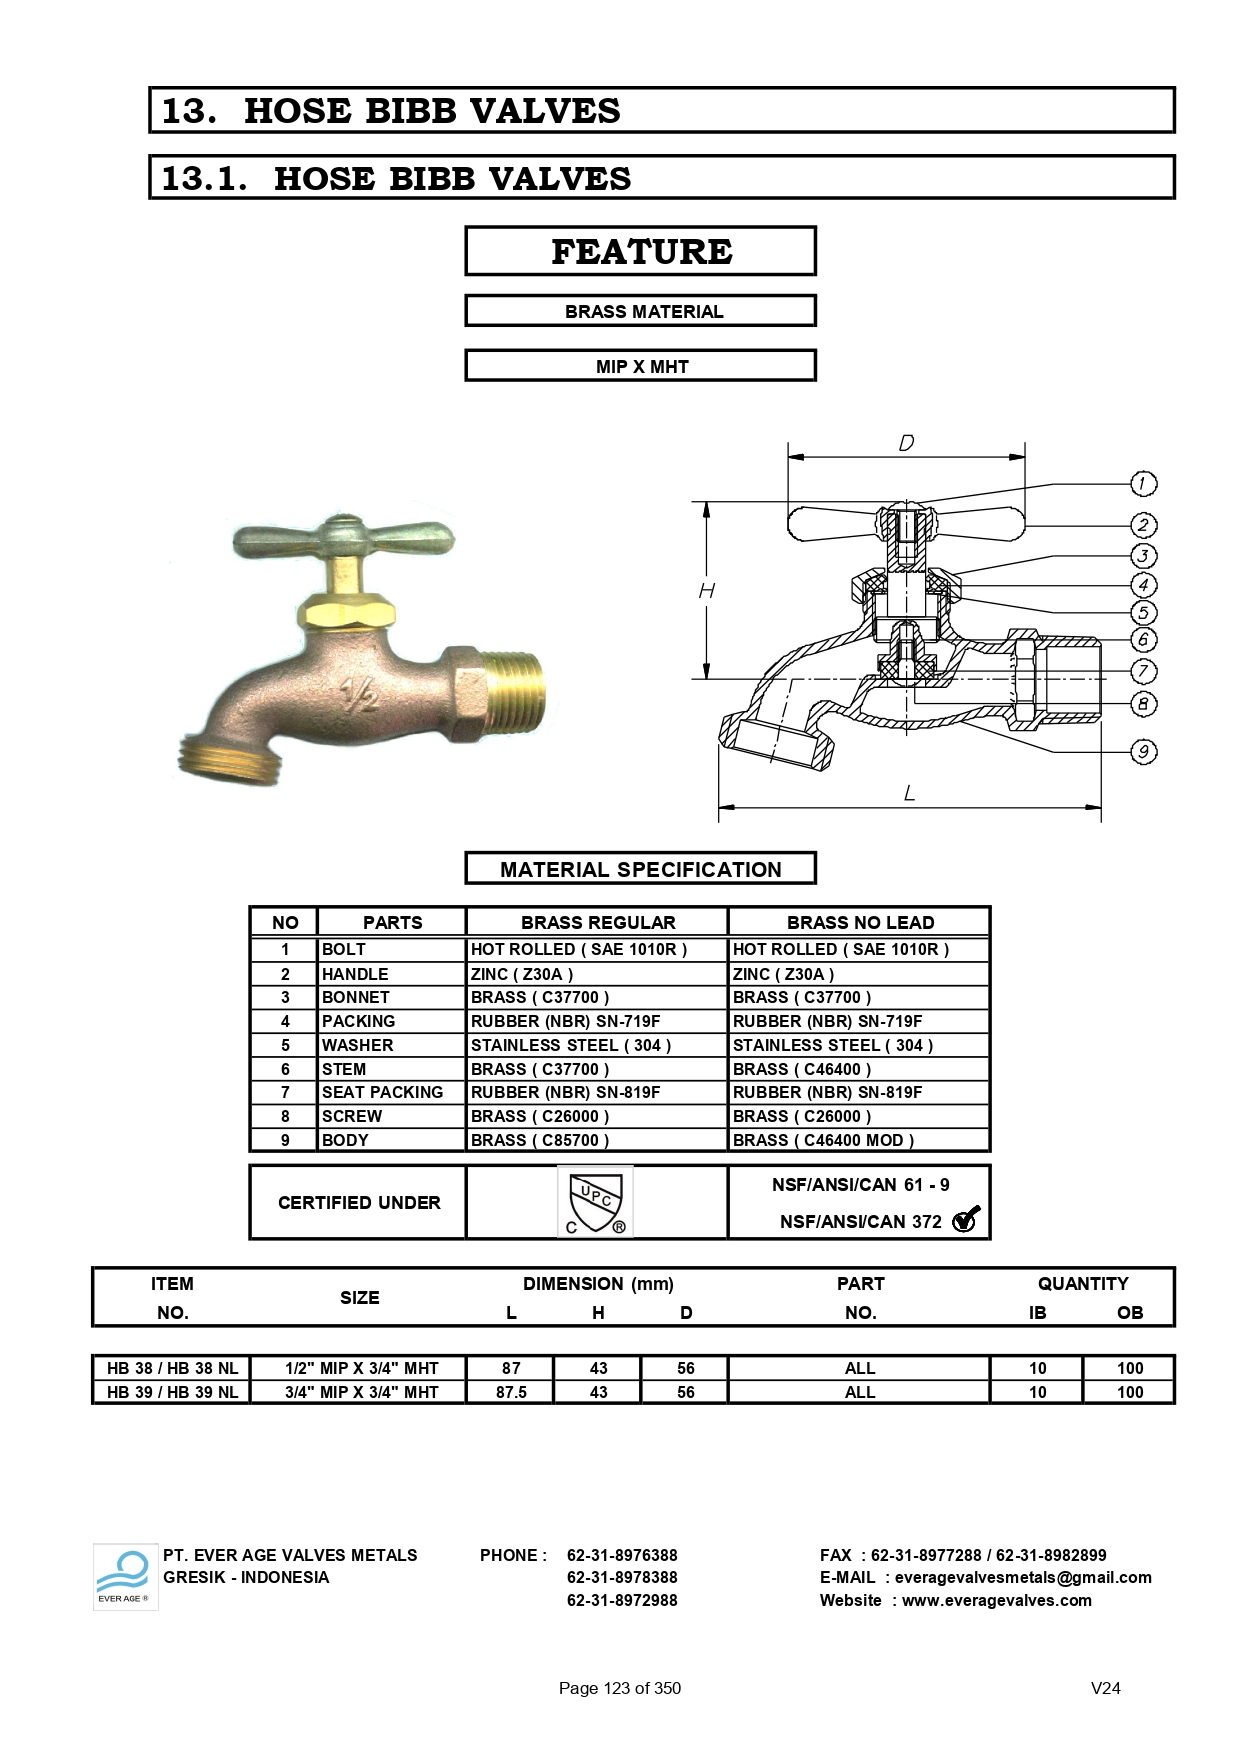 13. HOSE BIBB VALVES
13.1. HOSE BIBB VALVES
FEATURE
BRASS MATERIAL
MIP X MHT
1/2
D
H
L
1
2
3
4
5
6
7
8
9
MATERIAL SPECIFICATION
NO PARTS BRASS REGULAR BRASS NO LEAD
1 BOLT HOT ROLLED ( SAE 1010R ) HOT ROLLED ( SAE 1010R )
2 HANDLE ZINC ( Z30A ) ZINC ( Z30A )
3 BONNET BRASS ( C37700 ) BRASS ( C37700 )
4 PACKING RUBBER (NBR) SN-719F RUBBER (NBR) SN-719F
5 WASHER STAINLESS STEEL ( 304 ) STAINLESS STEEL ( 304 )
6 STEM BRASS ( C37700 ) BRASS ( C46400 )
7 SEAT PACKING RUBBER (NBR) SN-819F RUBBER (NBR) SN-819F
8 SCREW BRASS ( C26000 ) BRASS ( C26000 )
9 BODY BRASS ( C85700 ) BRASS ( C46400 MOD )
CERTIFIED UNDER
UPC
C ®
NSF/ANSI/CAN 61 - 9
NSF/ANSI/CAN 372
ITEM SIZE DIMENSION (mm) PART QUANTITY
NO. L H D NO. IB OB
HB 38 / HB 38 NL 1/2" MIP X 3/4" MHT 87 43 56 ALL 10 100
HB 39 / HB 39 NL 3/4" MIP X 3/4" MHT 87.5 43 56 ALL 10 100
EVER AGE ®
PT. EVER AGE VALVES METALS PHONE : 62-31-8976388 FAX : 62-31-8977288 / 62-31-8982899
GRESIK - INDONESIA 62-31-8978388 E-MAIL : everagevalvesmetals@gmail.com
62-31-8972988 Website : www.everagevalves.com
Page 123 of 350 V24